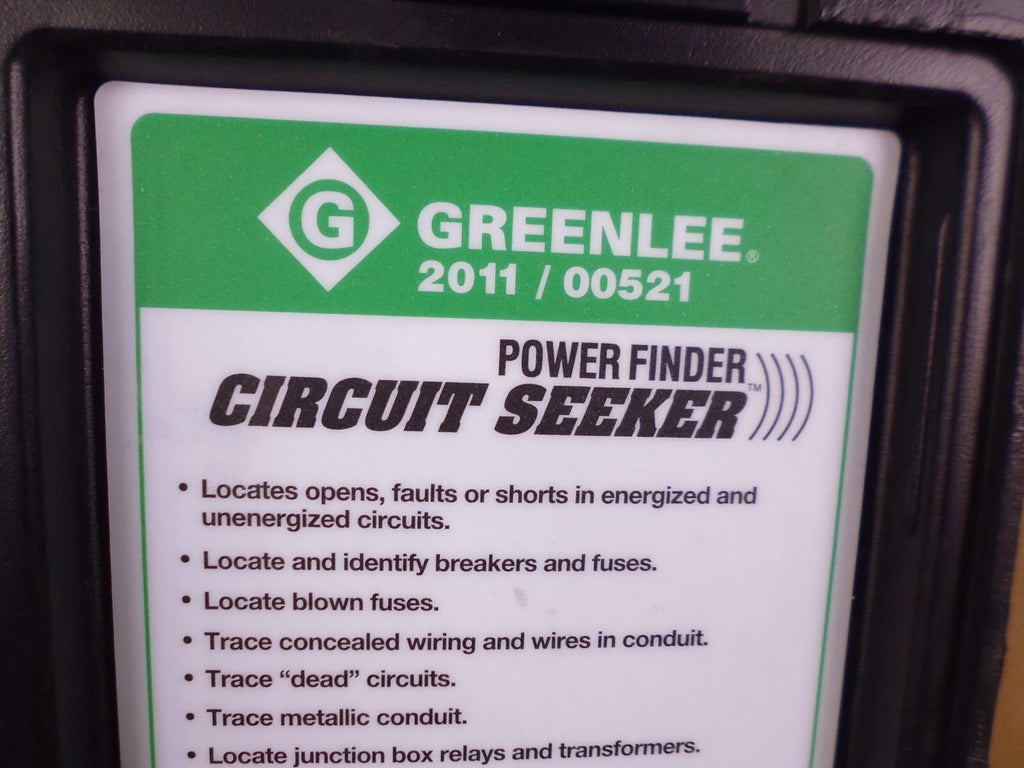 G
GREENLEE®
2011 / 00521
POWER FINDER
CIRCUIT SEEKER™
• Locates opens, faults or shorts in energized and
unenergized circuits.
• Locate and identify breakers and fuses.
• Locate blown fuses.
• Trace concealed wiring and wires in conduit.
• Trace “dead” circuits.
• Trace metallic conduit.
• Locate junction box relays and transformers.